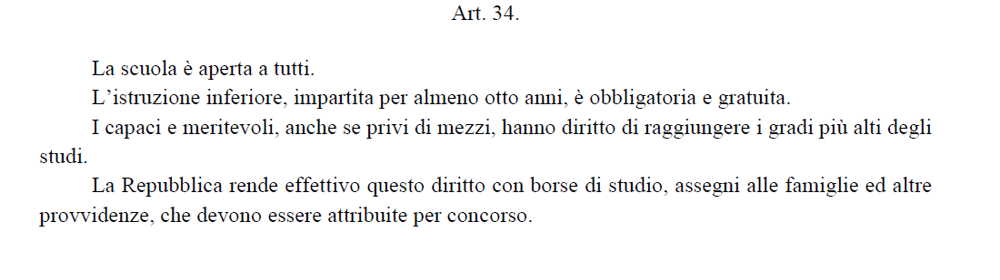 Art. 34.
La scuola è aperta a tutti.
L’istruzione inferiore, impartita per almeno otto anni, è obbligatoria e gratuita.
I capaci e meritevoli, anche se privi di mezzi, hanno diritto di raggiungere i gradi più alti degli
studi.
La Repubblica rende effettivo questo diritto con borse di studio, assegni alle famiglie ed altre
provvidenze, che devono essere attribuite per concorso.